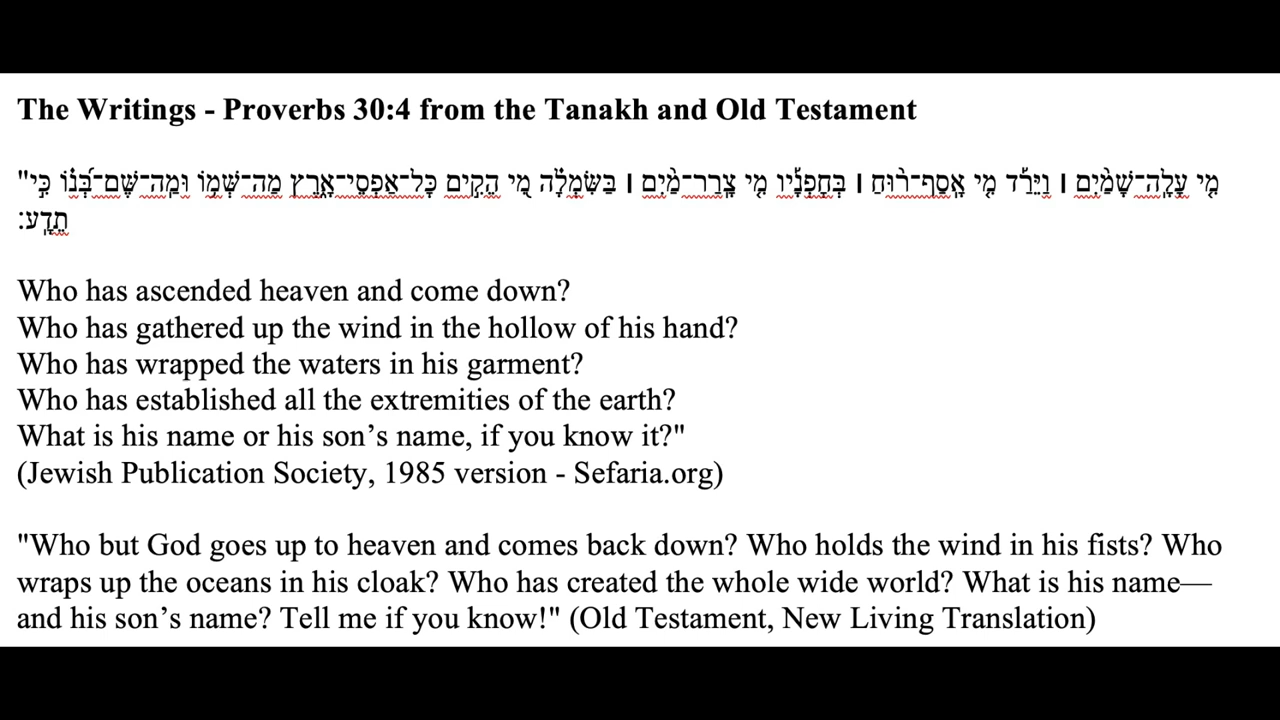 The Writings - Proverbs 30:4 from the Tanakh and Old Testament
מִ֤י עָלָֽה־שָׁמַ֨יִם ׀ וַיֵּרַ֡ד מִ֤י אָֽסַף־ר֨וּחַ ׀ בְּחׇפְנָ֡יו מִ֤י צָֽרַר־מַ֨יִם ׀ בַּשִּׂמְלָ֗ה מִ֭י הֵקִ֣ים כׇּל־אַפְסֵי־אָ֑רֶץ מַה־שְּׁמ֥וֹ וּמַֽה־שֶּׁם־בְּ֝נ֗וֹ כִּ֣י"
תֵדָֽע׃
Who has ascended heaven and come down?
Who has gathered up the wind in the hollow of his hand?
Who has wrapped the waters in his garment?
Who has established all the extremities of the earth?
What is his name or his son’s name, if you know it?"
(Jewish Publication Society, 1985 version - Sefaria.org)
"Who but God goes up to heaven and comes back down? Who holds the wind in his fists? Who
wraps up the oceans in his cloak? Who has created the whole wide world? What is his name—
and his son’s name? Tell me if you know!" (Old Testament, New Living Translation)